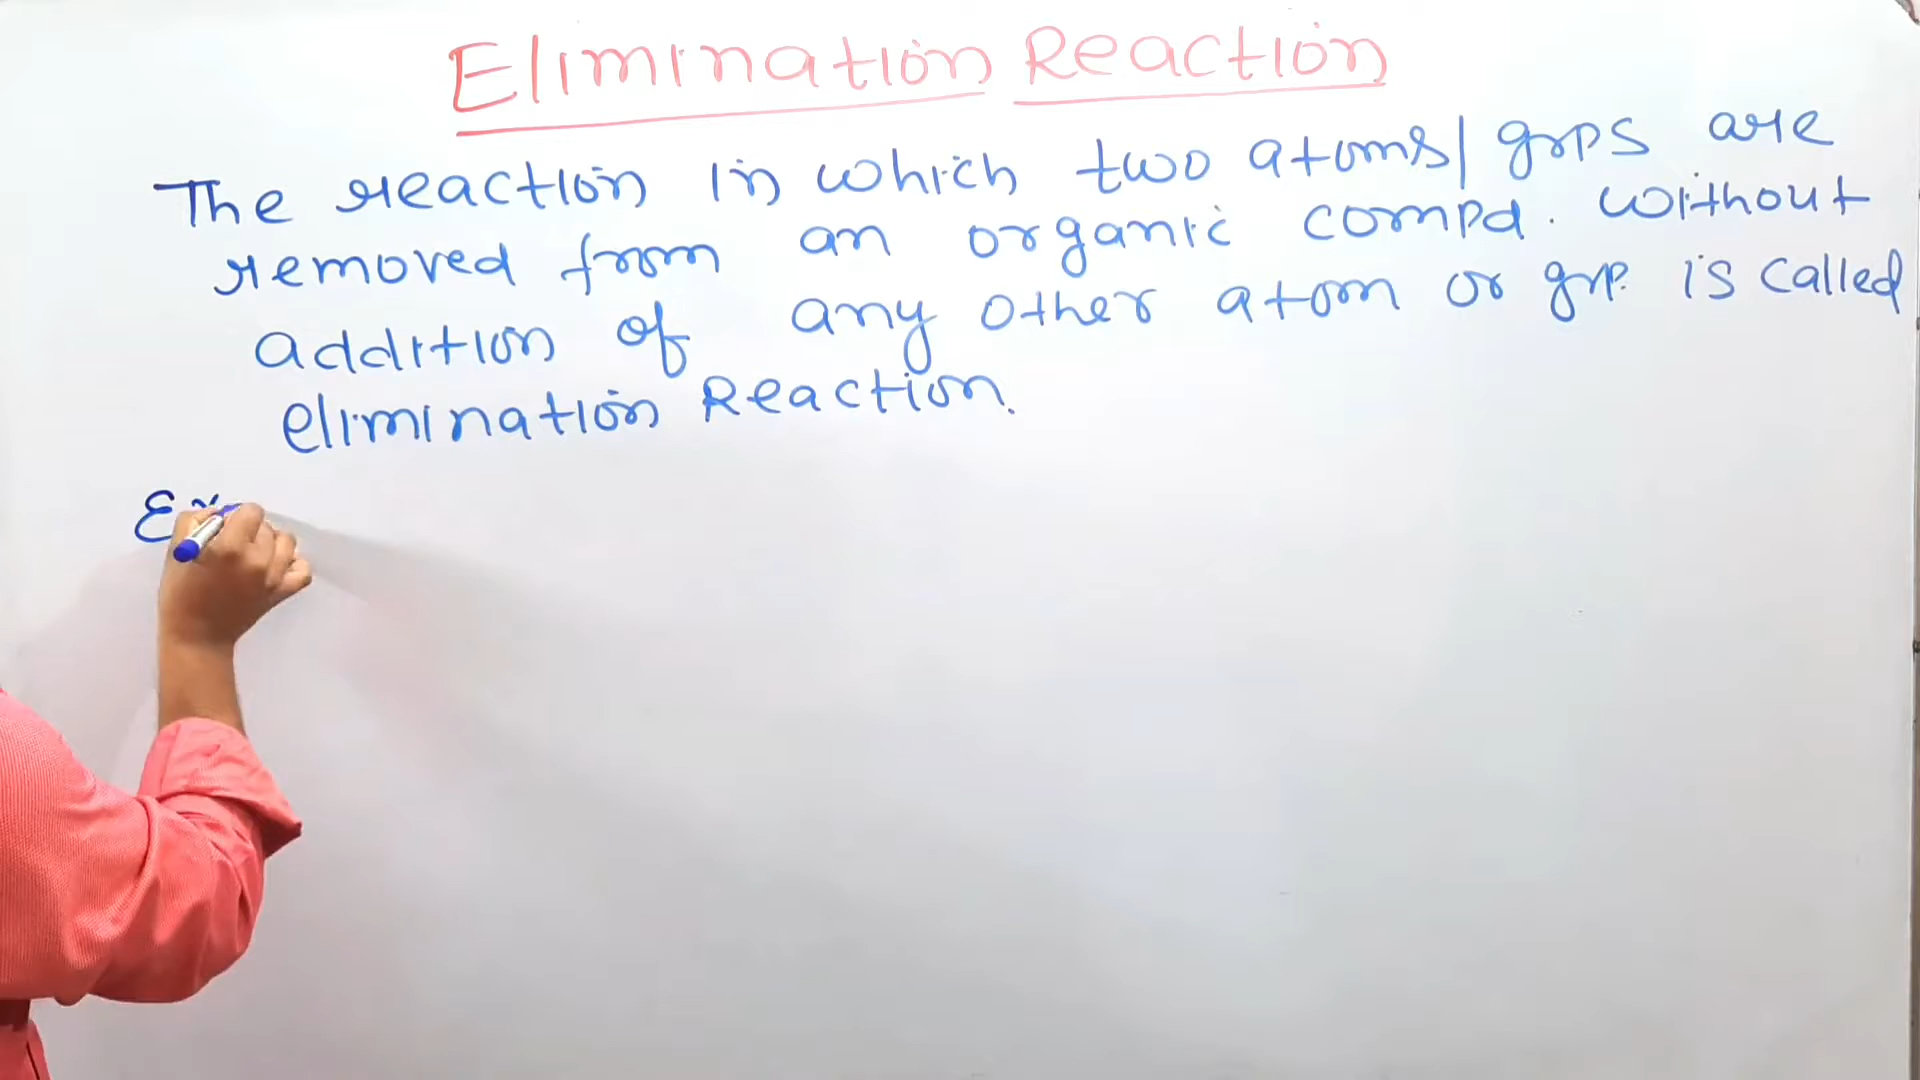 Elimination Reaction
The reaction in which two atoms/grps are
removed from an organic compd. without
addition of any other atom or grp. is called
elimination Reaction.
Ex